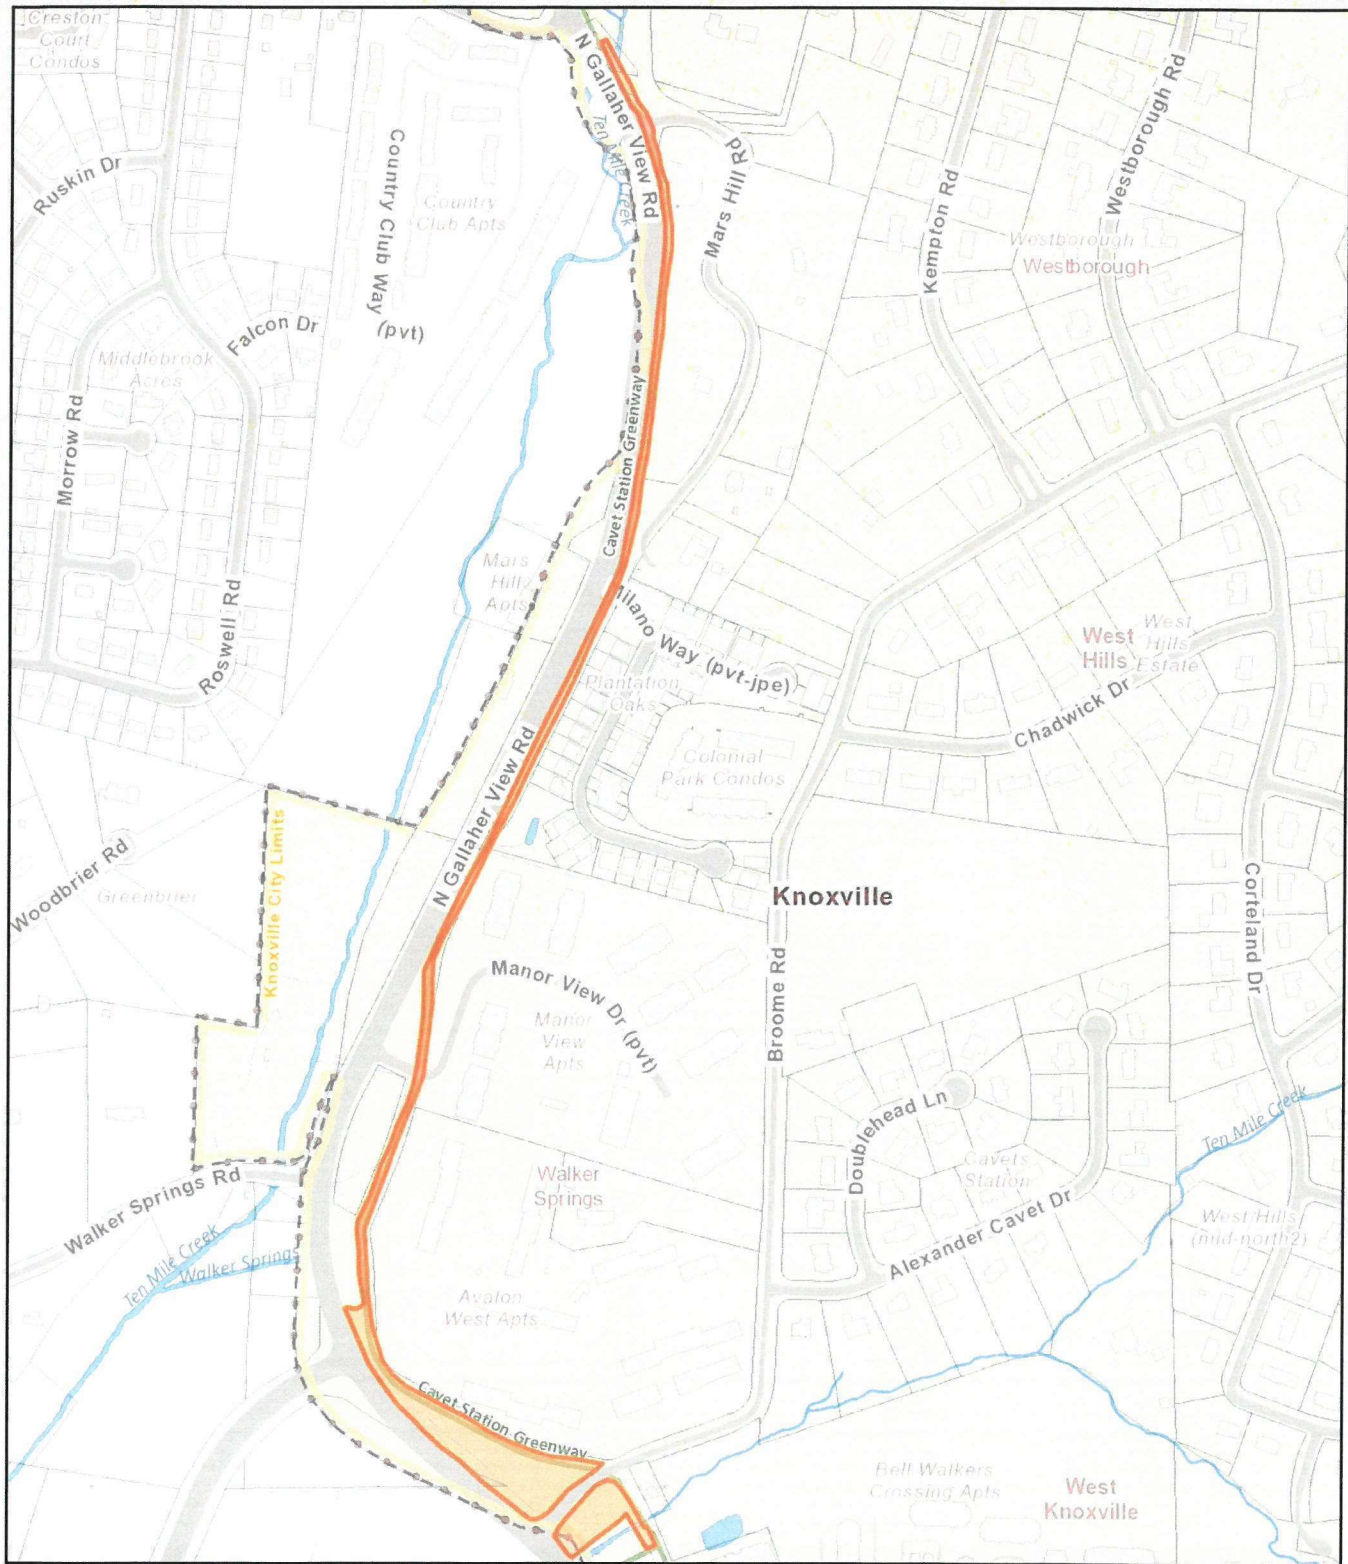 Creston
Court
Condos
N Gallaher View Rd
Ten Mile Creek
Ruskin Dr
Country Club Way
(pvt)
Country
Club Apts
Mars Hill Rd
Kempton Rd
Westborough Rd
Westborough
Westborough
Falcon Dr
Middlebrook
Acres
Morrow Rd
Roswell Rd
Cavet Station Greenway
Mars
Hill
Apts
Milano Way (pvt-jpe)
Plantation
Oaks
Colonial
Park Condos
West
Hills
West
Hills
Estate
Chadwick Dr
N Gallaher View Rd
Woodbrier Rd
Greenbrier
Knoxville City Limits
Knoxville
Corteland Dr
Manor View Dr (pvt)
Manor
View
Apts
Broome Rd
Doublehead Ln
Cavets
Station
Alexander Cavet Dr
Ten Mile Creek
West Hills
(mid-north2)
Walker
Springs
Walker Springs Rd
Ten Mile Creek
Walker Springs
Avalon
West Apts
Cavet Station Greenway
Bell Walkers
Crossing Apts
West
Knoxville